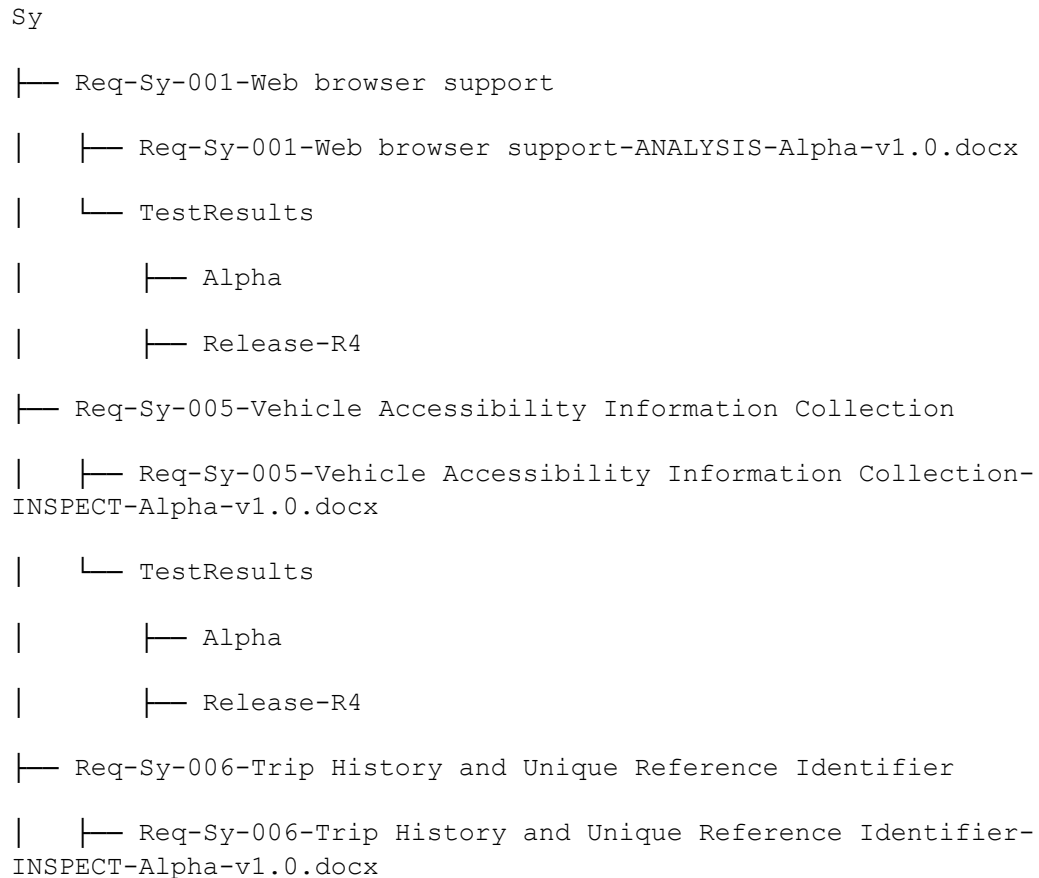 Sy
├── Req-Sy-001-Web browser support
│   ├── Req-Sy-001-Web browser support-ANALYSIS-Alpha-v1.0.docx
│   └── TestResults
│       ├── Alpha
│       ├── Release-R4
├── Req-Sy-005-Vehicle Accessibility Information Collection
│   ├── Req-Sy-005-Vehicle Accessibility Information Collection-
INSPECT-Alpha-v1.0.docx
│   └── TestResults
│       ├── Alpha
│       ├── Release-R4
├── Req-Sy-006-Trip History and Unique Reference Identifier
│   ├── Req-Sy-006-Trip History and Unique Reference Identifier-
INSPECT-Alpha-v1.0.docx